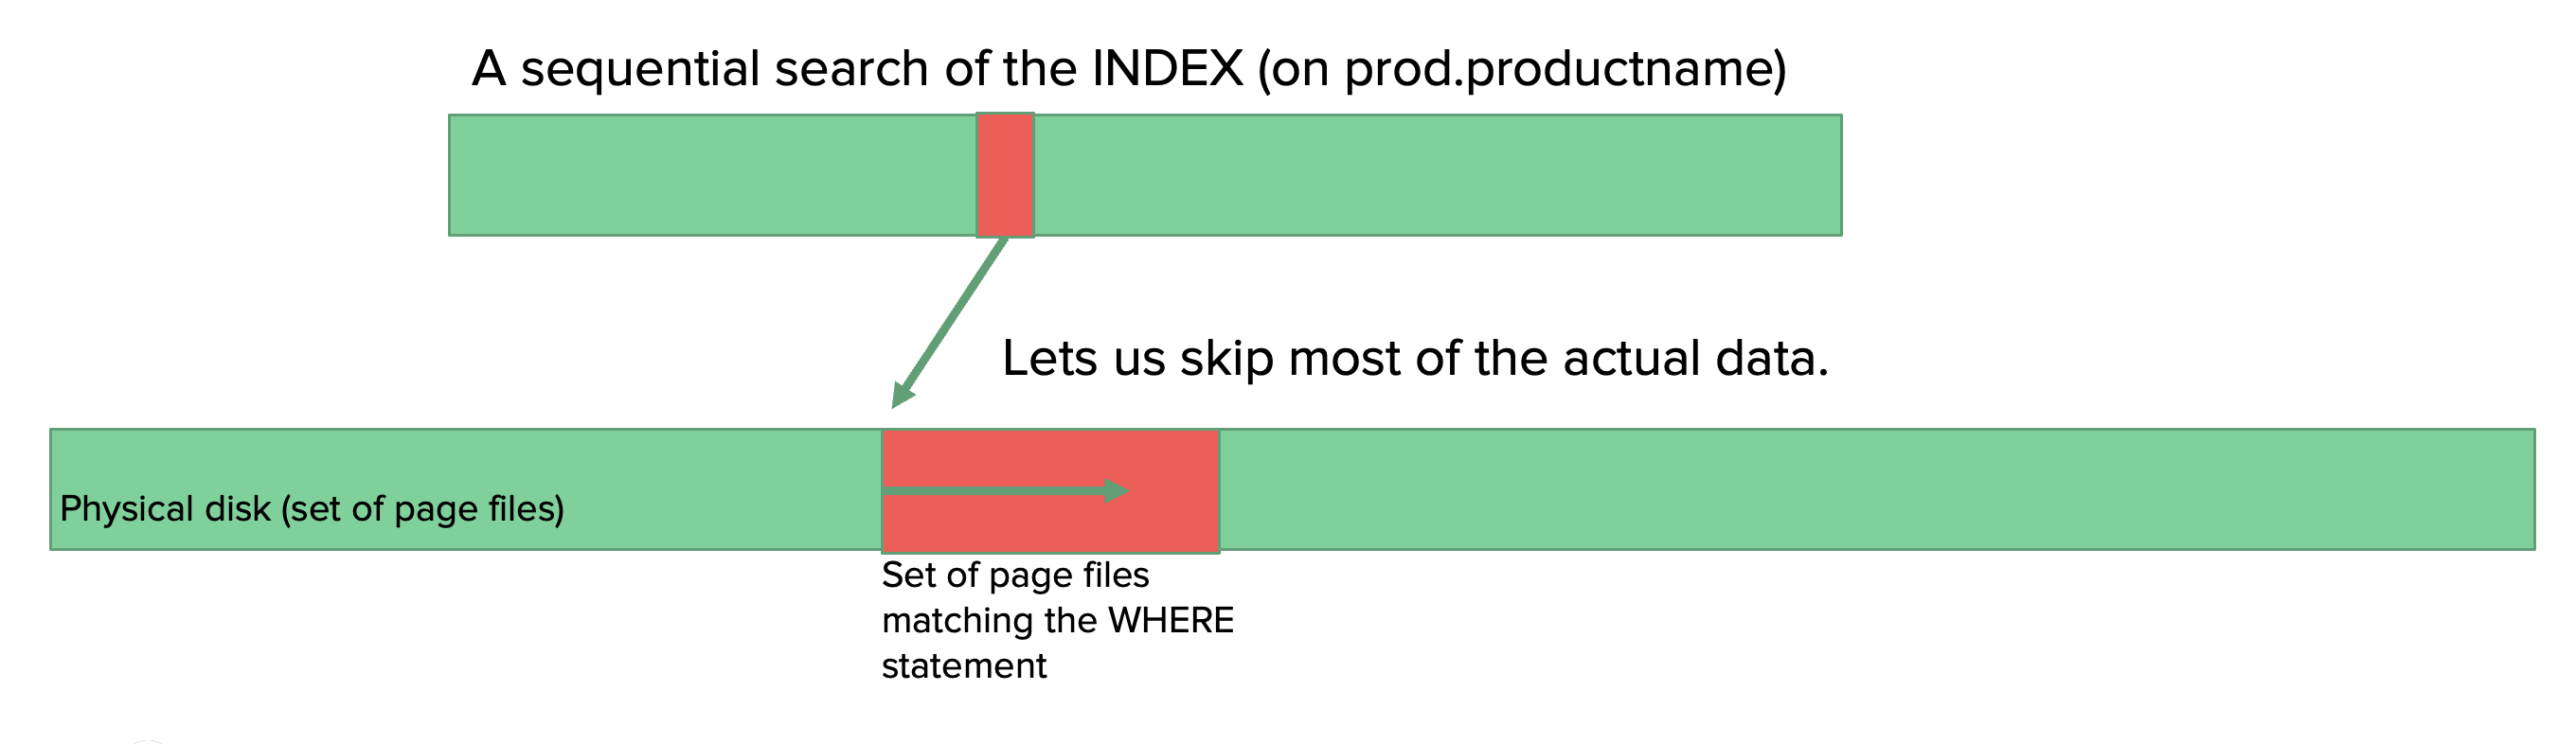 A sequential search of the INDEX (on prod.productname)
Lets us skip most of the actual data.
Physical disk (set of page files)
Set of page files
matching the WHERE
statement